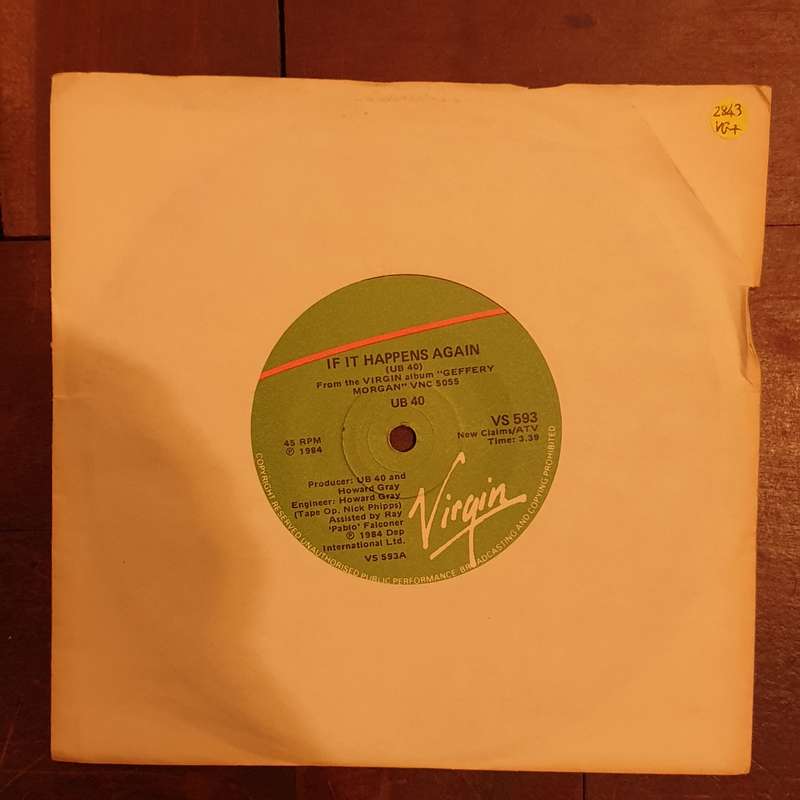 2843
VG+
IF IT HAPPENS AGAIN
(UB 40)
From the VIRGIN album "GEFFERY
MORGAN" VNC 5055
UB 40
VS 593
New Claims/ATV
Time: 3.39
45 RPM
Ⓟ 1984
Producer: UB 40 and
Howard Gray
Engineer: Howard Gray
(Tape Op. Nick Phipps)
Assisted by Ray
'Pablo' Falconer
Ⓟ 1984 Dep
International Ltd.
VS 593A
Virgin
COPYRIGHT RESERVED UNAUTHORISED PUBLIC PERFORMANCE, BROADCASTING AND COPYING PROHIBITED